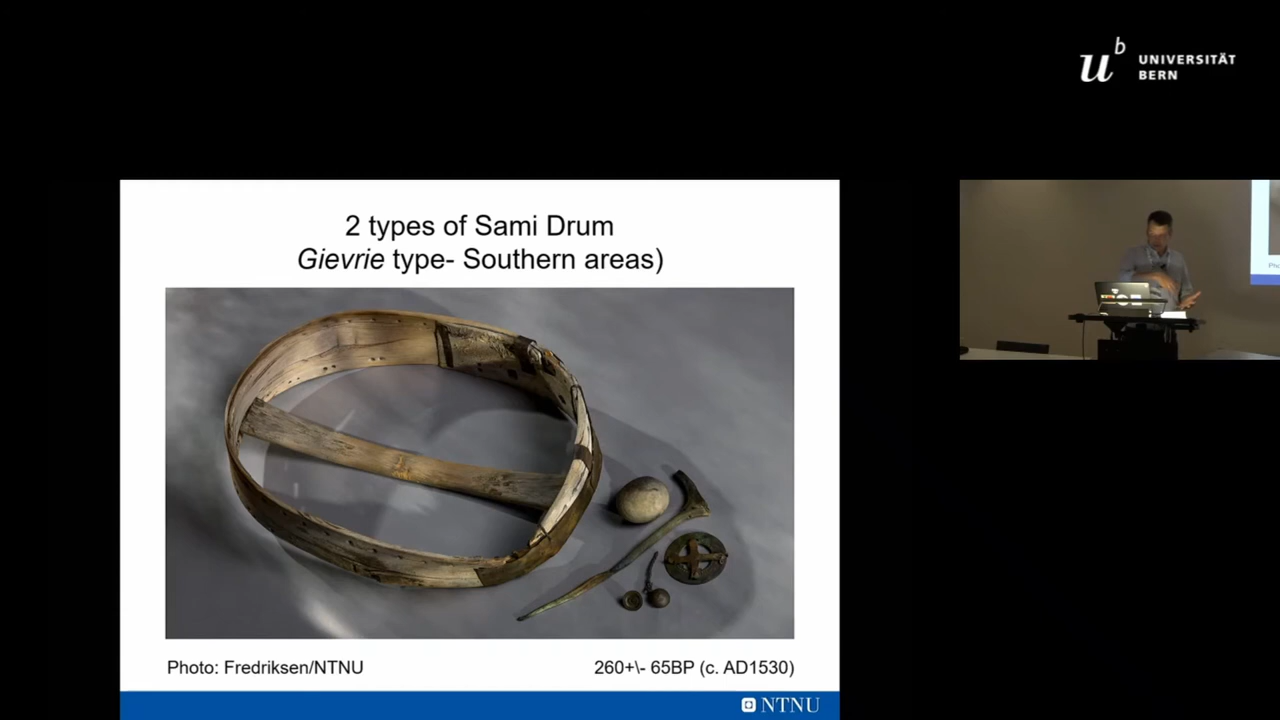 u^b UNIVERSITÄT
BERN
2 types of Sami Drum
Gievrie type- Southern areas)
Photo: Fredriksen/NTNU
260+\- 65BP (c. AD1530)
NTNU